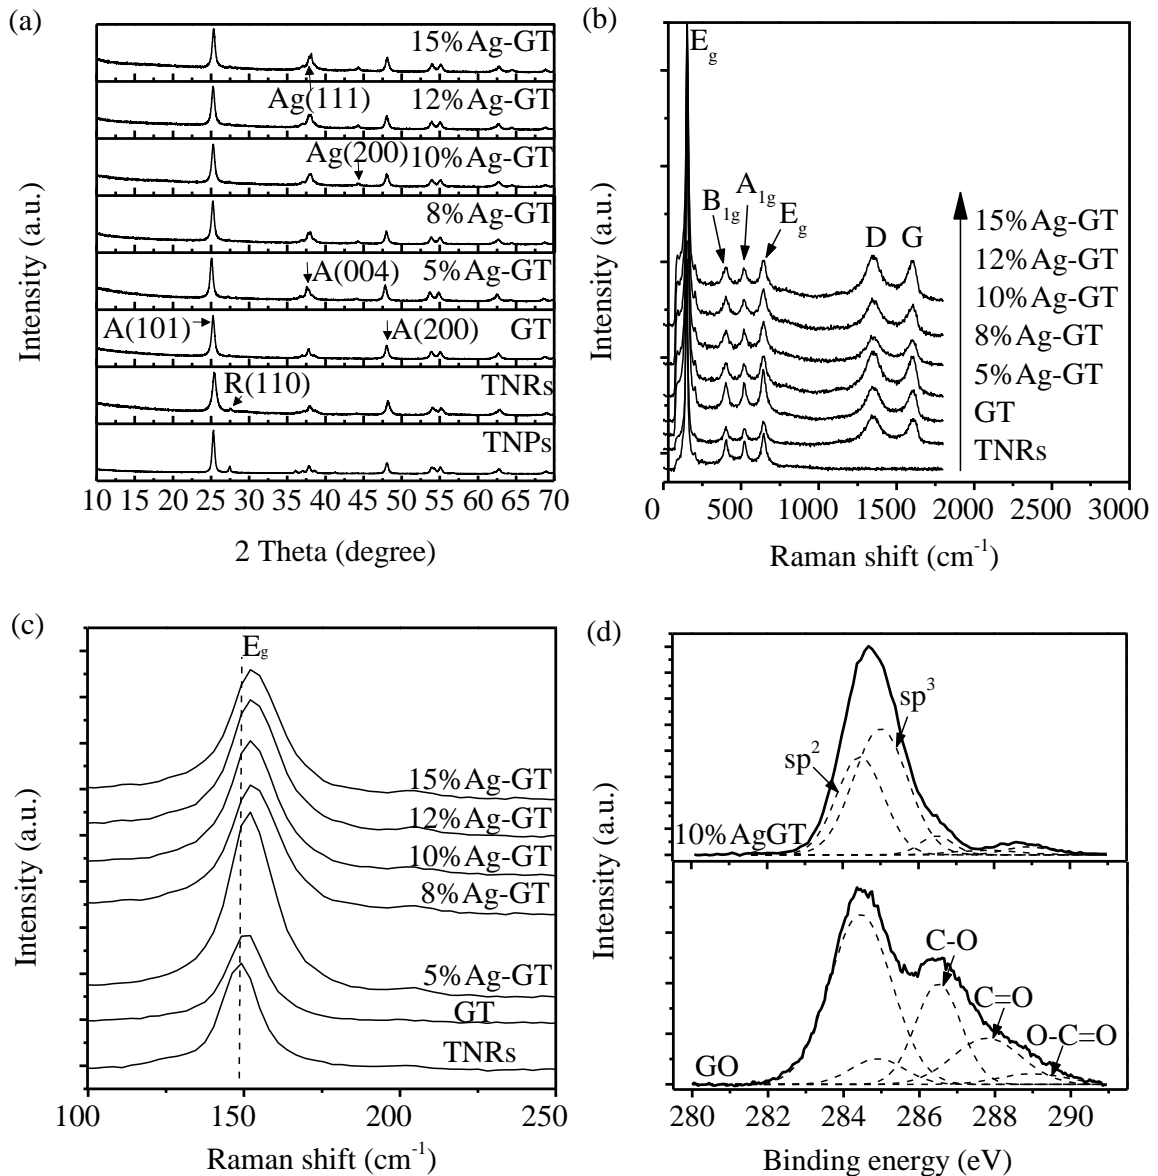 (a)
15%Ag-GT
Ag(111)
12%Ag-GT
Ag(200)
10%Ag-GT
8%Ag-GT
A(004)
5%Ag-GT
A(101)
A(200)
GT
R(110)
TNRs
TNPs
10 15 20 25 30 35 40 45 50 55 60 65 70
2 Theta (degree)
Intensity (a.u.)
(b)
Eg
B1g
A1g
Eg
D
G
15%Ag-GT
12%Ag-GT
10%Ag-GT
8%Ag-GT
5%Ag-GT
GT
TNRs
0 500 1000 1500 2000 2500 3000
Raman shift (cm-1)
Intensity (a.u.)
(c)
Eg
15%Ag-GT
12%Ag-GT
10%Ag-GT
8%Ag-GT
5%Ag-GT
GT
TNRs
100 150 200 250
Raman shift (cm-1)
Intensity (a.u.)
(d)
sp3
sp2
10%AgGT
C-O
C=O
O-C=O
GO
280 282 284 286 288 290
Binding energy (eV)
Intensity (a.u.)